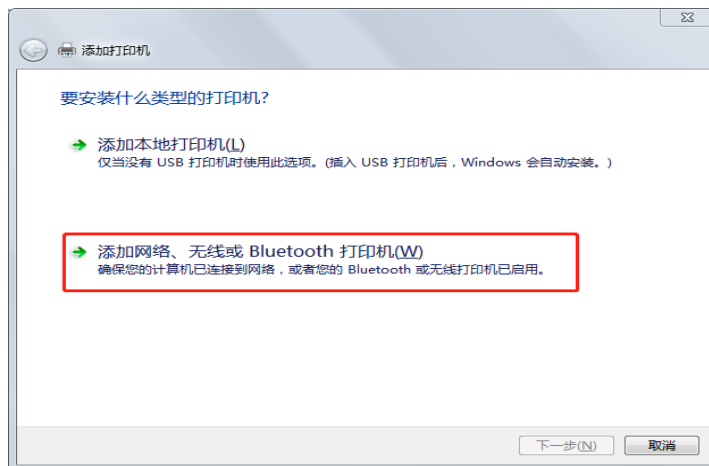 添加打印机
要安装什么类型的打印机?
添加本地打印机(L)
仅当没有 USB 打印机时使用此选项。(插入 USB 打印机后，Windows 会自动安装。)
添加网络、无线或 Bluetooth 打印机(W)
确保您的计算机已连接到网络，或者您的 Bluetooth 或无线打印机已启用。
下一步(N) 取消